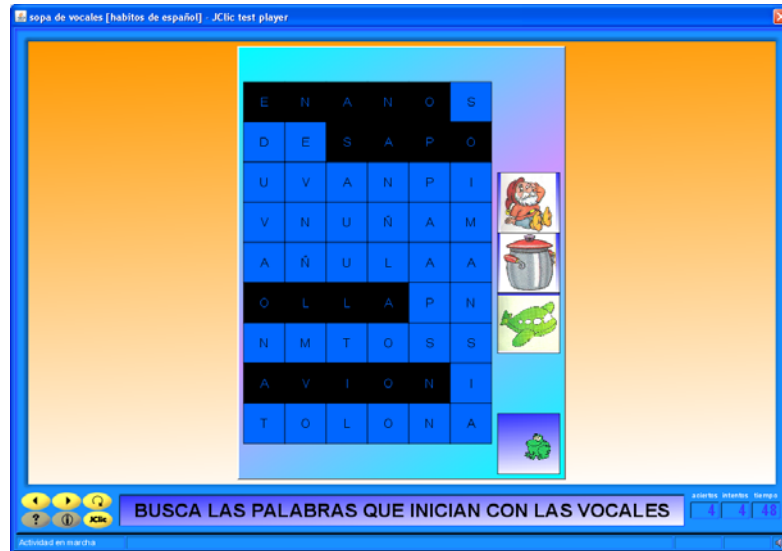 sopa de vocales [habitos de español] - JClic test player
E N A N O S
D E S A P O
U V A N P I
V N U Ñ A M
A Ñ U L A A
O L L A P N
N M T O S S
A V I O N I
T O L O N A
BUSCA LAS PALABRAS QUE INICIAN CON LAS VOCALES
aciertos intentos tiempo
4 4 48
? i JClic
Actividad en marcha